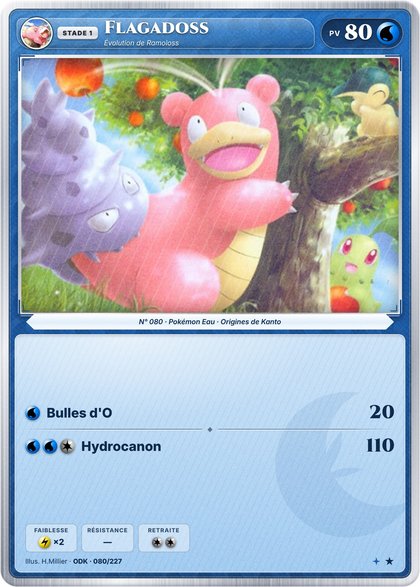 STADE 1
FLAGADOSS
Évolution de Ramoloss
PV 80
N° 080 · Pokémon Eau · Origines de Kanto
Bulles d'O 20
Hydrocanon 110
FAIBLESSE RÉSISTANCE RETRAITE
×2 —
Illus. H.Millier · ODK · 080/227